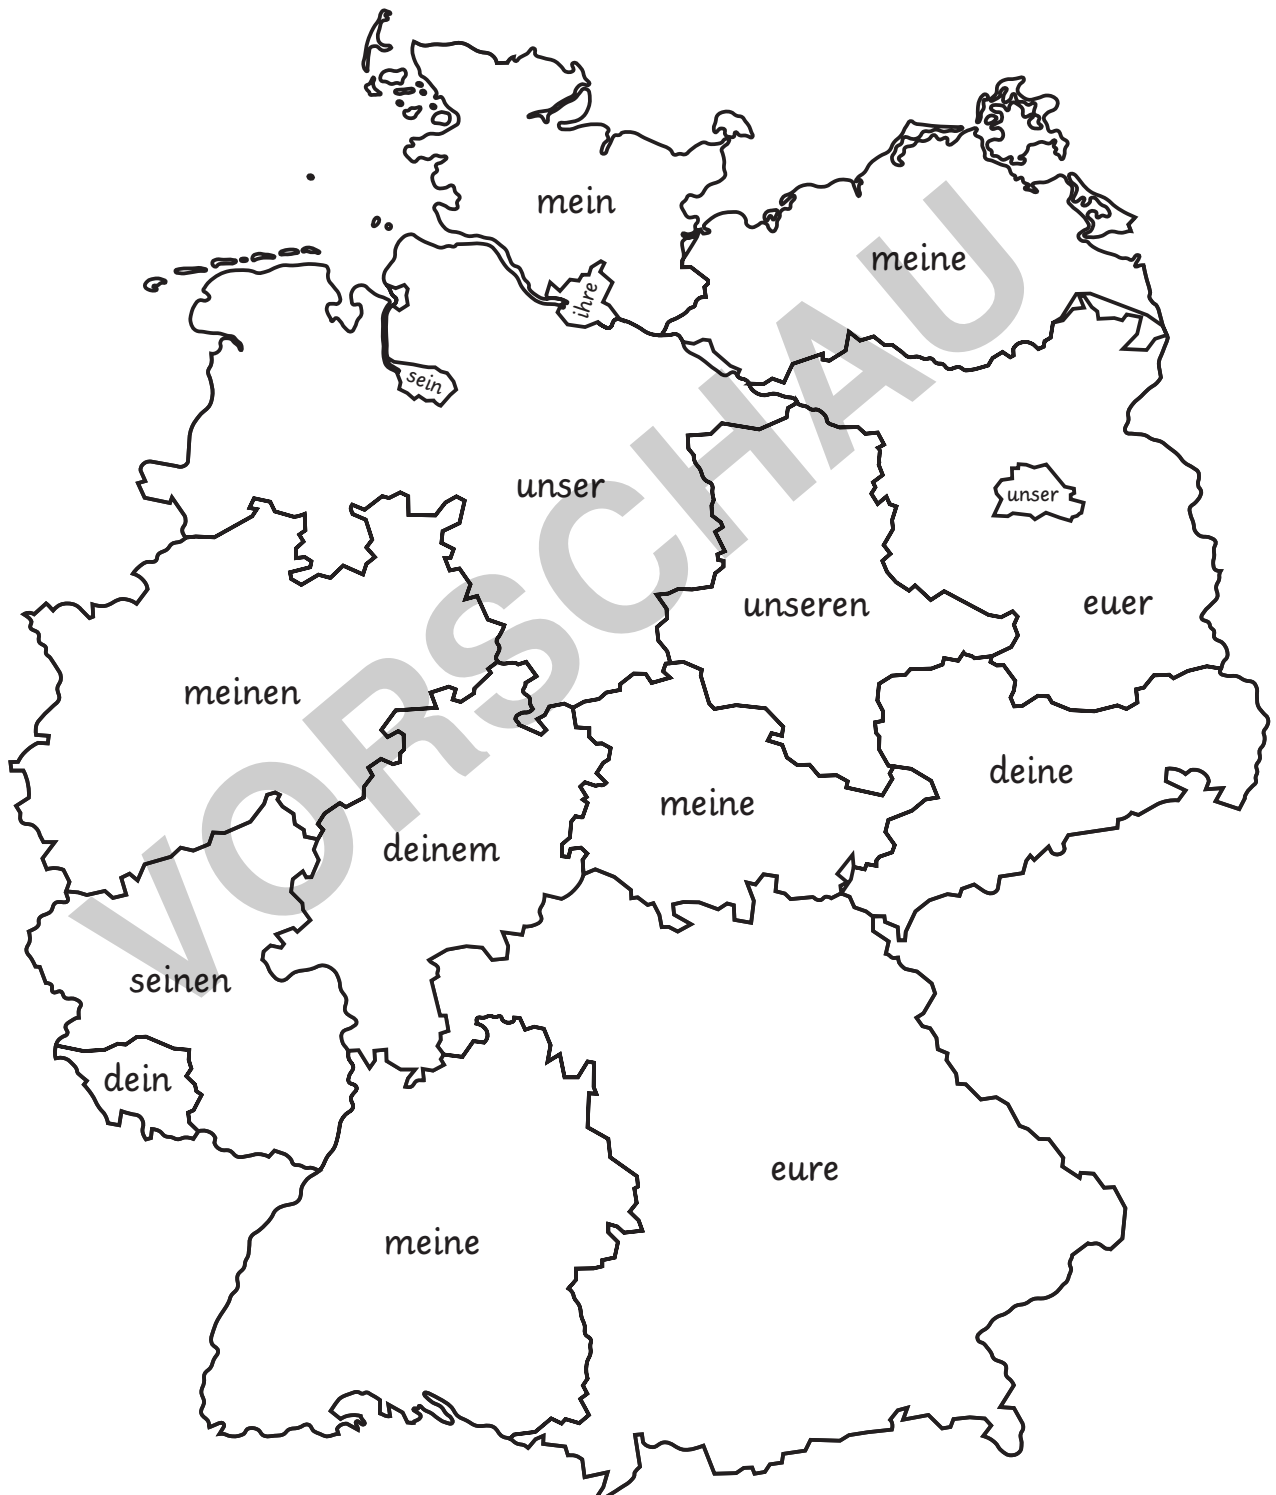 mein
meine
ihre
sein
unser
unser
unseren
euer
meinen
deine
meine
deinem
seinen
dein
eure
meine
VORSCHAU